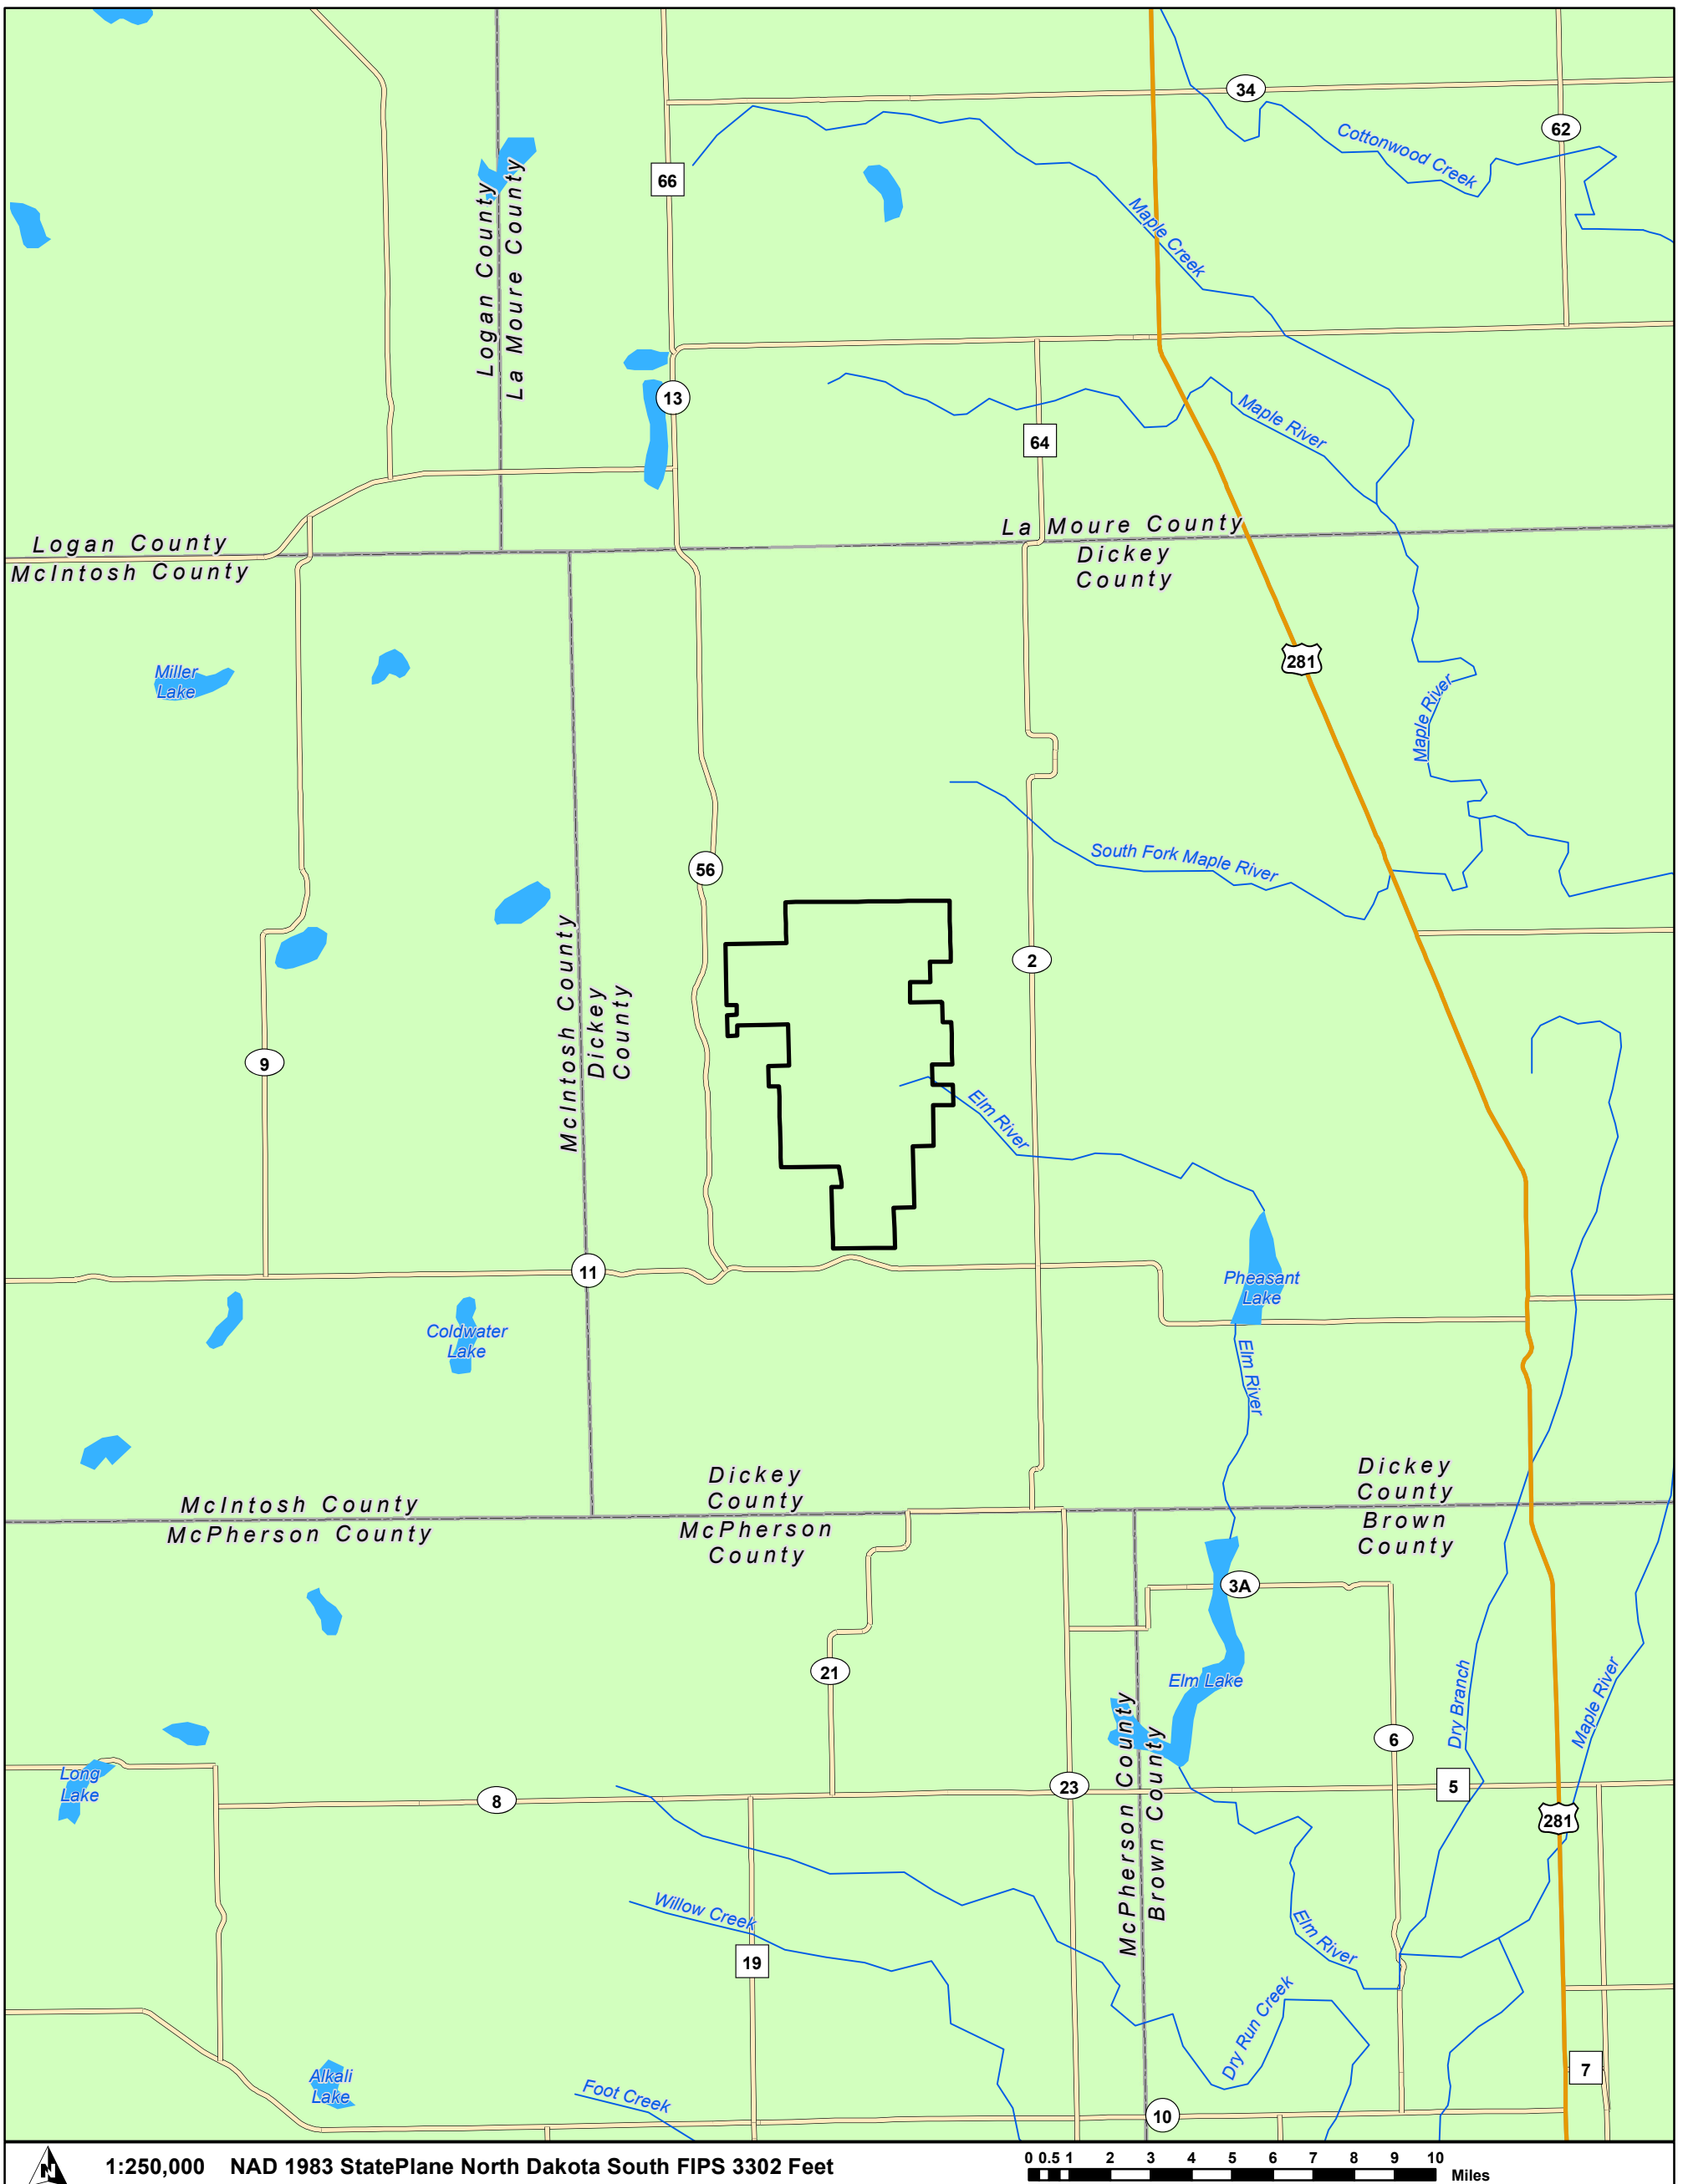 34
Cottonwood Creek
62
66
Logan County
La Moure County
Maple Creek
13
Maple River
64
La Moure County
Dickey
County
Logan County
McIntosh County
281
Miller
Lake
Maple River
South Fork Maple River
56
2
McIntosh County
Dickey
County
9
Elm River
11
Pheasant
Lake
Coldwater
Lake
Elm River
Dickey
County
McPherson
County
Dickey
County
Brown
County
McIntosh County
McPherson County
3A
21
Elm Lake
Dry Branch
Maple River
6
McPherson County
Brown County
Long
Lake
8
23
5
281
Willow Creek
19
Elm River
Dry Run Creek
7
Alkali
Lake
Foot Creek
10
N
1:250,000 NAD 1983 StatePlane North Dakota South FIPS 3302 Feet
0 0.5 1 2 3 4 5 6 7 8 9 10
Miles